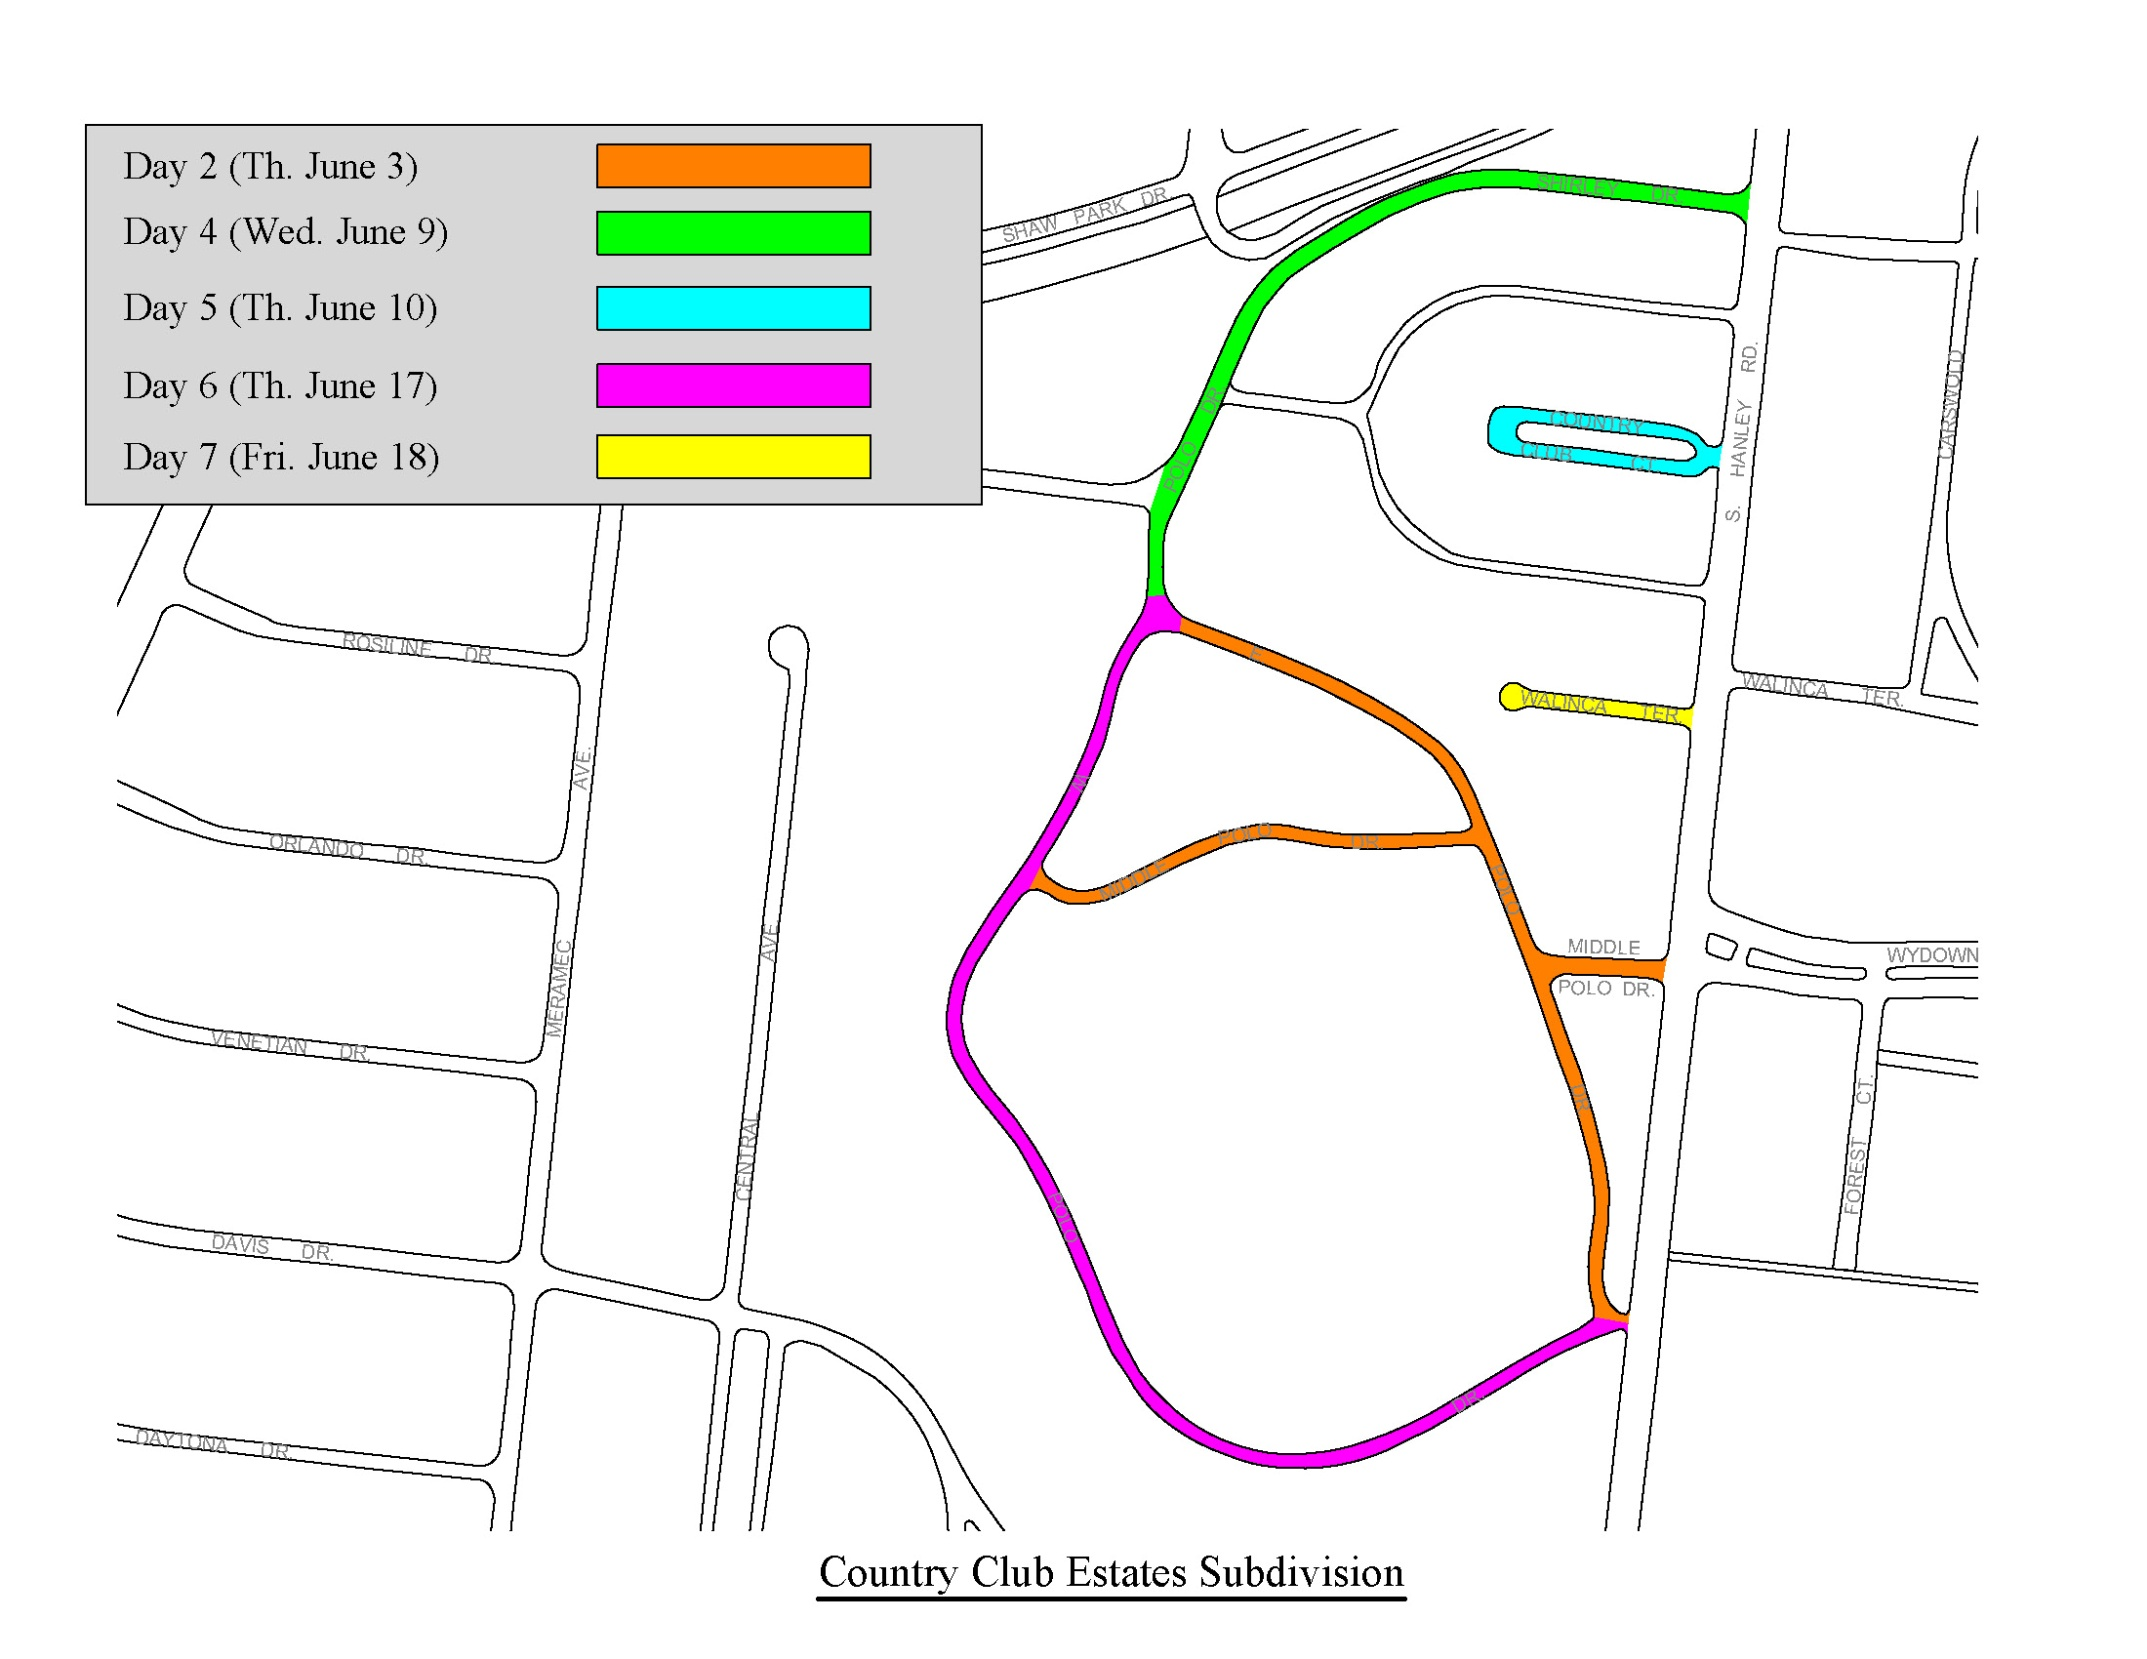 Day 2 (Th. June 3)
Day 4 (Wed. June 9)
Day 5 (Th. June 10)
Day 6 (Th. June 17)
Day 7 (Fri. June 18)
SHAW PARK DR.
SHIRLEY DR.
POLO DR.
COUNTRY
CLUB CT.
S. HANLEY RD.
CARSWOLD
ROSILINE DR.
E
WALINCA TER.
WALINCA TER.
AVE.
W
ORLANDO DR.
MIDDLE POLO DR.
POLO
MERAMEC
AVE.
MIDDLE
POLO DR.
WYDOWN
VENETIAN DR.
DR.
CENTRAL
FOREST CT.
POLO
DAVIS DR.
DR.
DAYTONA DR.
Country Club Estates Subdivision